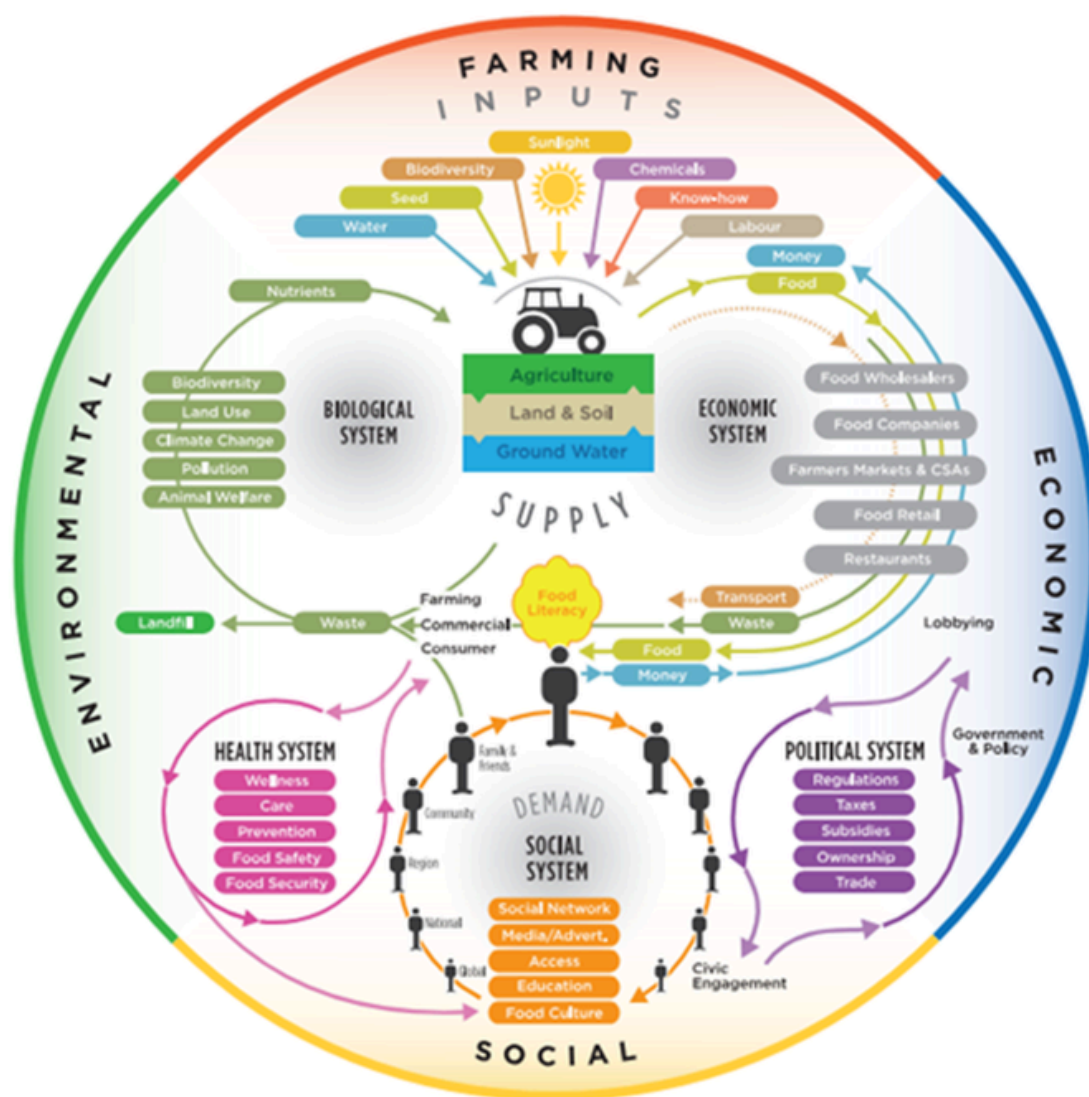 FARMING
INPUTS
Sunlight
Biodiversity
Chemicals
Seed
Know-how
Water
Labour
Money
Food
Nutrients
Biodiversity
Land Use
Climate Change
Pollution
Animal Welfare
BIOLOGICAL
SYSTEM
Agriculture
Land & Soil
Ground Water
SUPPLY
ECONOMIC
SYSTEM
Food Wholesalers
Food Companies
Farmers Markets & CSAs
Food Retail
Restaurants
ENVIRONMENTAL
ECONOMIC
Landfill
Waste
Farming
Commercial
Consumer
Food
Literacy
Transport
Waste
Food
Money
Lobbying
Government
& Policy
HEALTH SYSTEM
Wellness
Care
Prevention
Food Safety
Food Security
Family &
Friends
Community
Region
National
Global
DEMAND
SOCIAL
SYSTEM
Social Network
Media/Advert.
Access
Education
Food Culture
POLITICAL SYSTEM
Regulations
Taxes
Subsidies
Ownership
Trade
Civic
Engagement
SOCIAL